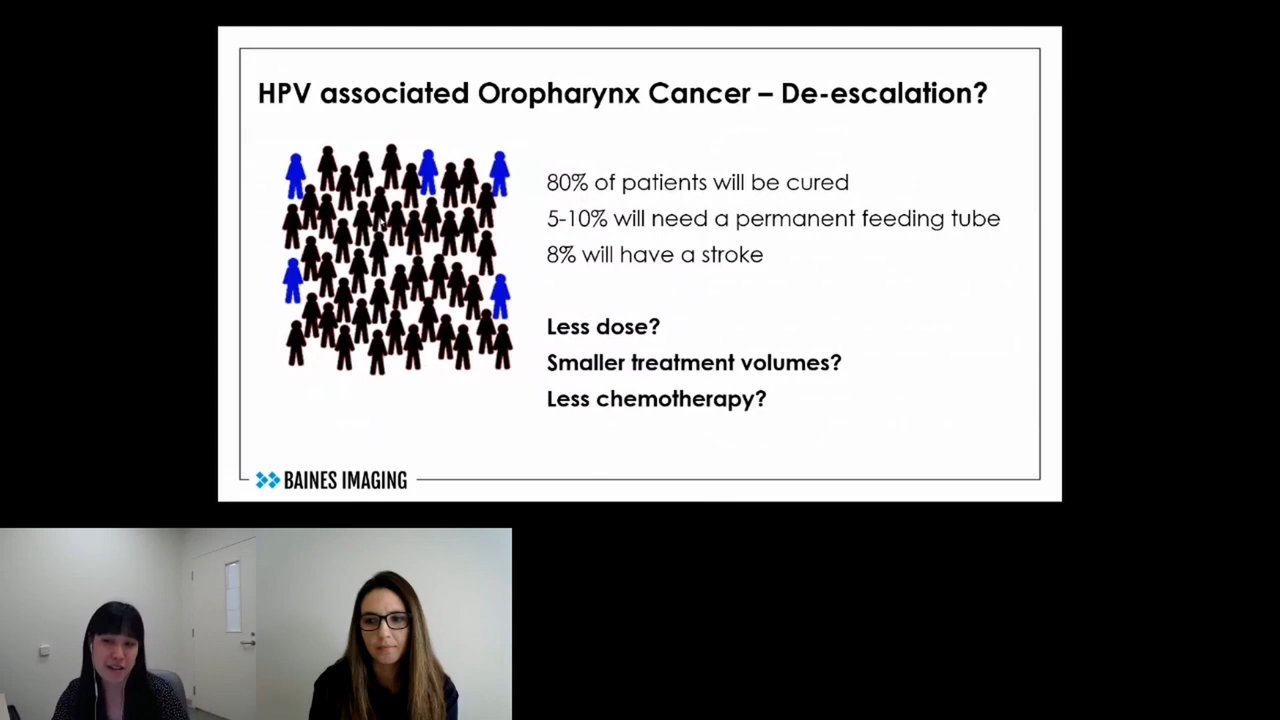 HPV associated Oropharynx Cancer – De-escalation?
80% of patients will be cured
5-10% will need a permanent feeding tube
8% will have a stroke
Less dose?
Smaller treatment volumes?
Less chemotherapy?
BAINES IMAGING